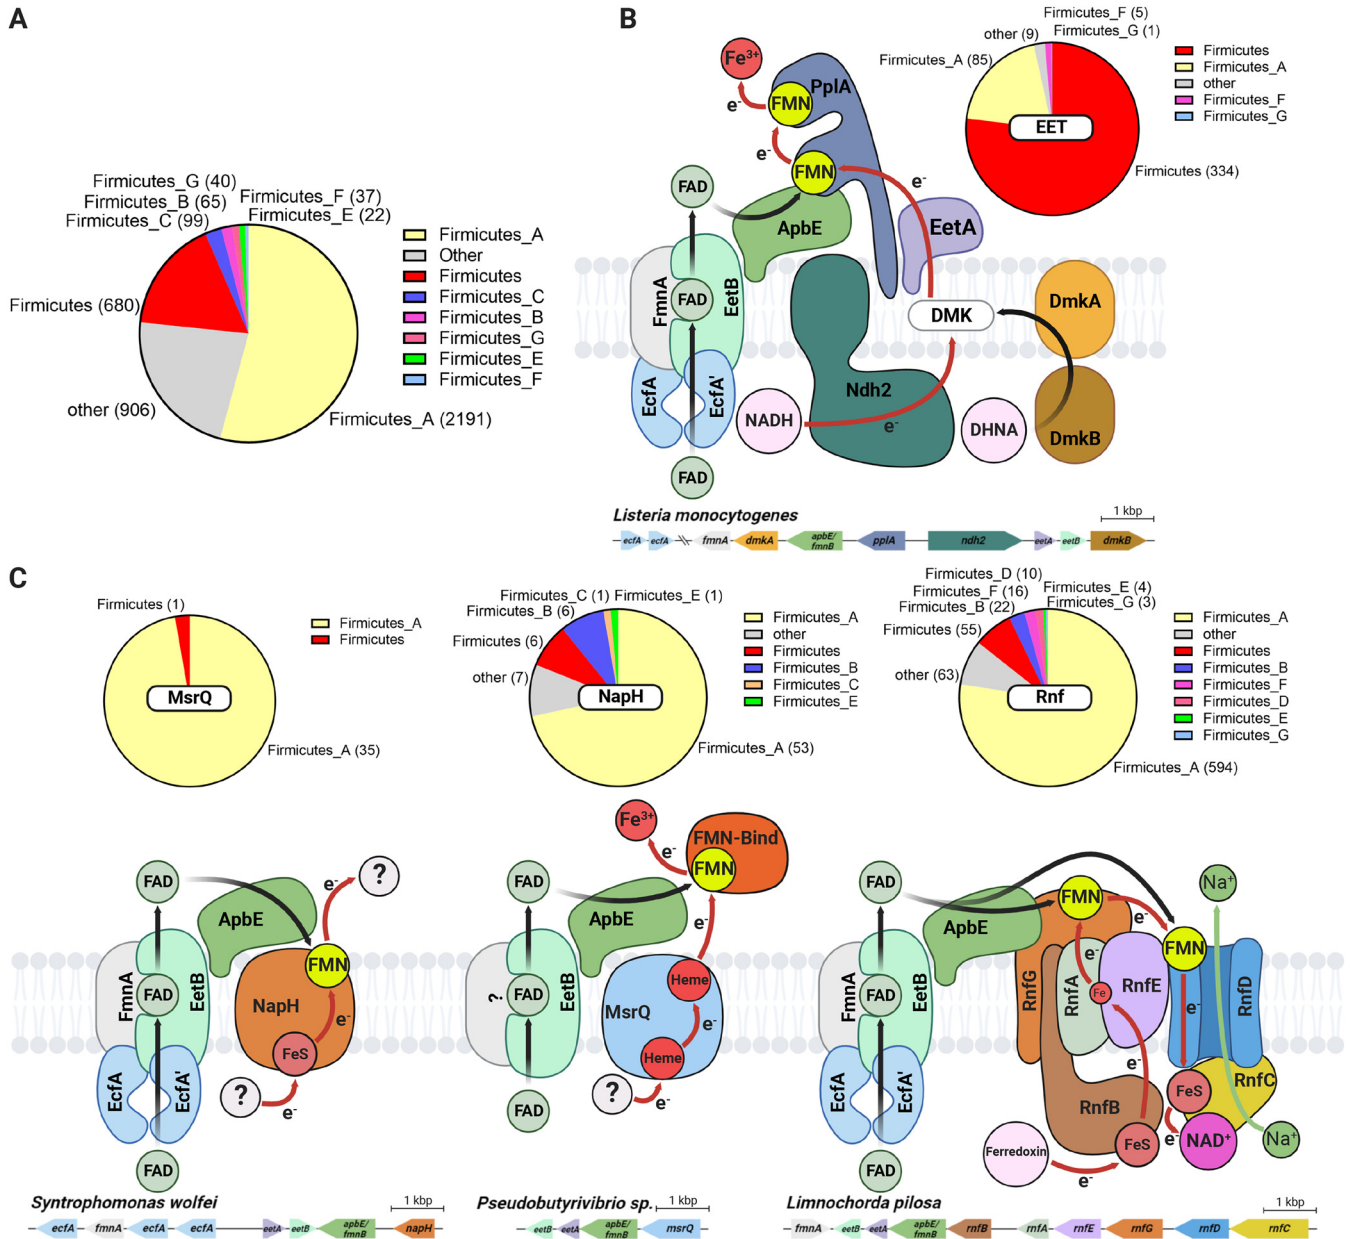 A
Firmicutes_G (40)
Firmicutes_B (65)
Firmicutes_C (99)
Firmicutes_F (37)
Firmicutes_E (22)
Firmicutes (680)
other (906)
Firmicutes_A (2191)
Firmicutes_A
Other
Firmicutes
Firmicutes_C
Firmicutes_B
Firmicutes_G
Firmicutes_E
Firmicutes_F
B
Firmicutes_F (5)
Firmicutes_G (1)
other (9)
Firmicutes_A (85)
EET
Firmicutes (334)
Firmicutes
Firmicutes_A
other
Firmicutes_F
Firmicutes_G
Fe3+
e-
FMN
PplA
e-
FMN
e-
FAD
ApbE
EetA
FmnA
FAD
EetB
DMK
DmkA
EcfA
EcfA'
NADH
Ndh2
e-
DHNA
DmkB
FAD
Listeria monocytogenes
1 kbp
ecfA
ecfA
fmnA
dmkA
apbE/
fmnB
pplA
ndh2
eetA
eetB
dmkB
C
Firmicutes (1)
MsrQ
Firmicutes_A (35)
Firmicutes_A
Firmicutes
Firmicutes_C (1)
Firmicutes_E (1)
Firmicutes_B (6)
Firmicutes (6)
other (7)
NapH
Firmicutes_A (53)
Firmicutes_A
other
Firmicutes
Firmicutes_B
Firmicutes_C
Firmicutes_E
Firmicutes_D (10)
Firmicutes_F (16)
Firmicutes_B (22)
Firmicutes_E (4)
Firmicutes_G (3)
Firmicutes (55)
other (63)
Rnf
Firmicutes_A (594)
Firmicutes_A
other
Firmicutes
Firmicutes_B
Firmicutes_F
Firmicutes_D
Firmicutes_E
Firmicutes_G
FAD
e-
?
ApbE
FmnA
FAD
EetB
FMN
NapH
e-
FeS
EcfA
EcfA'
?
e-
FAD
Syntrophomonas wolfei
1 kbp
ecfA
fmnA
ecfA
ecfA
eetA
eetB
apbE/
fmnB
napH
Fe3+
e-
FMN-Bind
FMN
FAD
ApbE
e-
?
FAD
EetB
Heme
MsrQ
e-
Heme
?
e-
FAD
Pseudobutyrivibrio sp.
1 kbp
eetB
eetA
apbE/
fmnB
msrQ
FAD
ApbE
FMN
e-
FMN
Na+
FmnA
FAD
EetB
RnfG
RnfA
e-
Fe
RnfE
e-
RnfD
EcfA
EcfA'
e-
RnfB
FeS
RnfC
FeS
e-
NAD+
Na+
Ferredoxin
e-
FAD
Limnochorda pilosa
1 kbp
fmnA
eetB
eetA
apbE/
fmnB
rnfB
rnfA
rnfE
rnfG
rnfD
rnfC